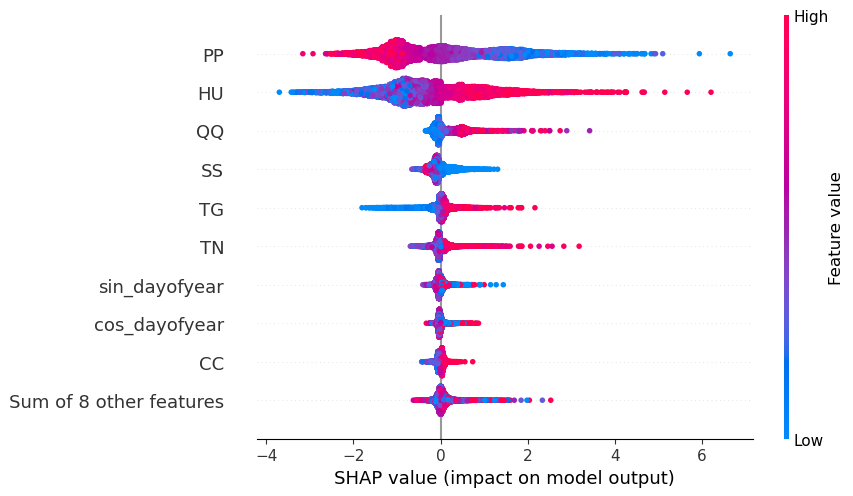 High
PP
HU
QQ
SS
TG
TN
sin_dayofyear
cos_dayofyear
CC
Sum of 8 other features
Feature value
Low
−4 −2 0 2 4 6
SHAP value (impact on model output)